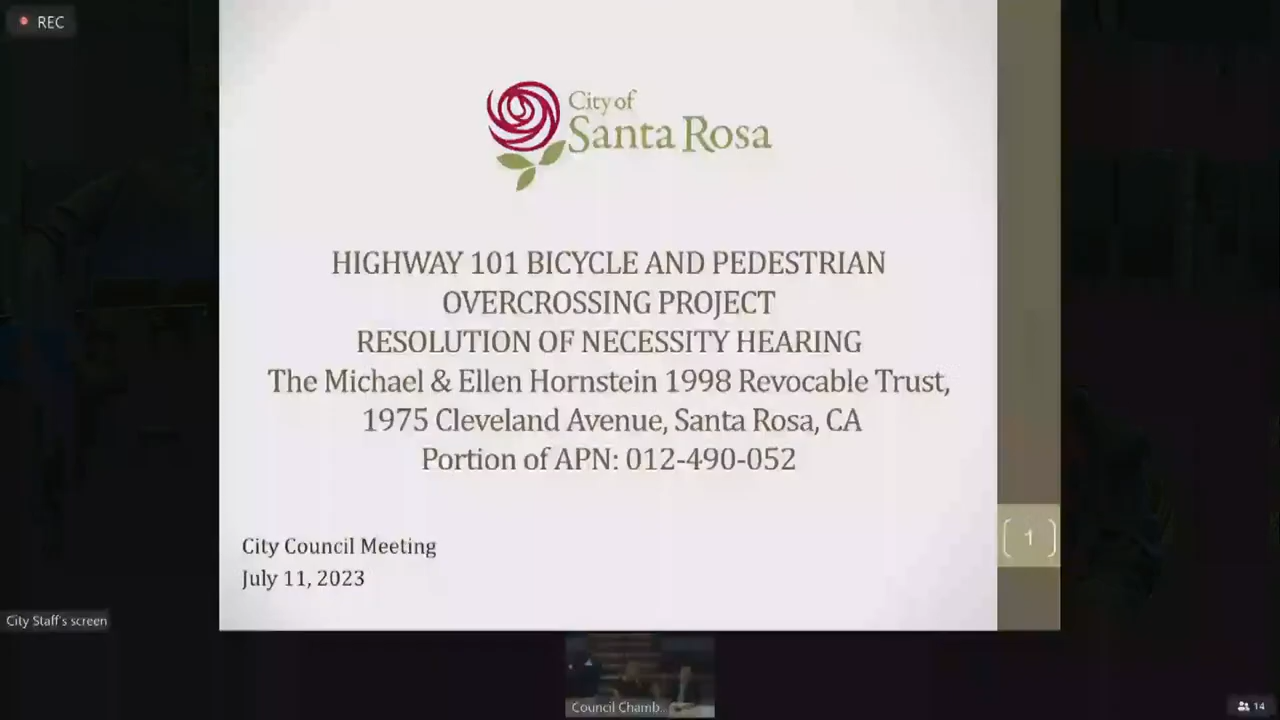 REC
City of
Santa Rosa
HIGHWAY 101 BICYCLE AND PEDESTRIAN
OVERCROSSING PROJECT
RESOLUTION OF NECESSITY HEARING
The Michael & Ellen Hornstein 1998 Revocable Trust,
1975 Cleveland Avenue, Santa Rosa, CA
Portion of APN: 012-490-052
1
City Council Meeting
July 11, 2023
City Staff's screen
Council Chamb...
14